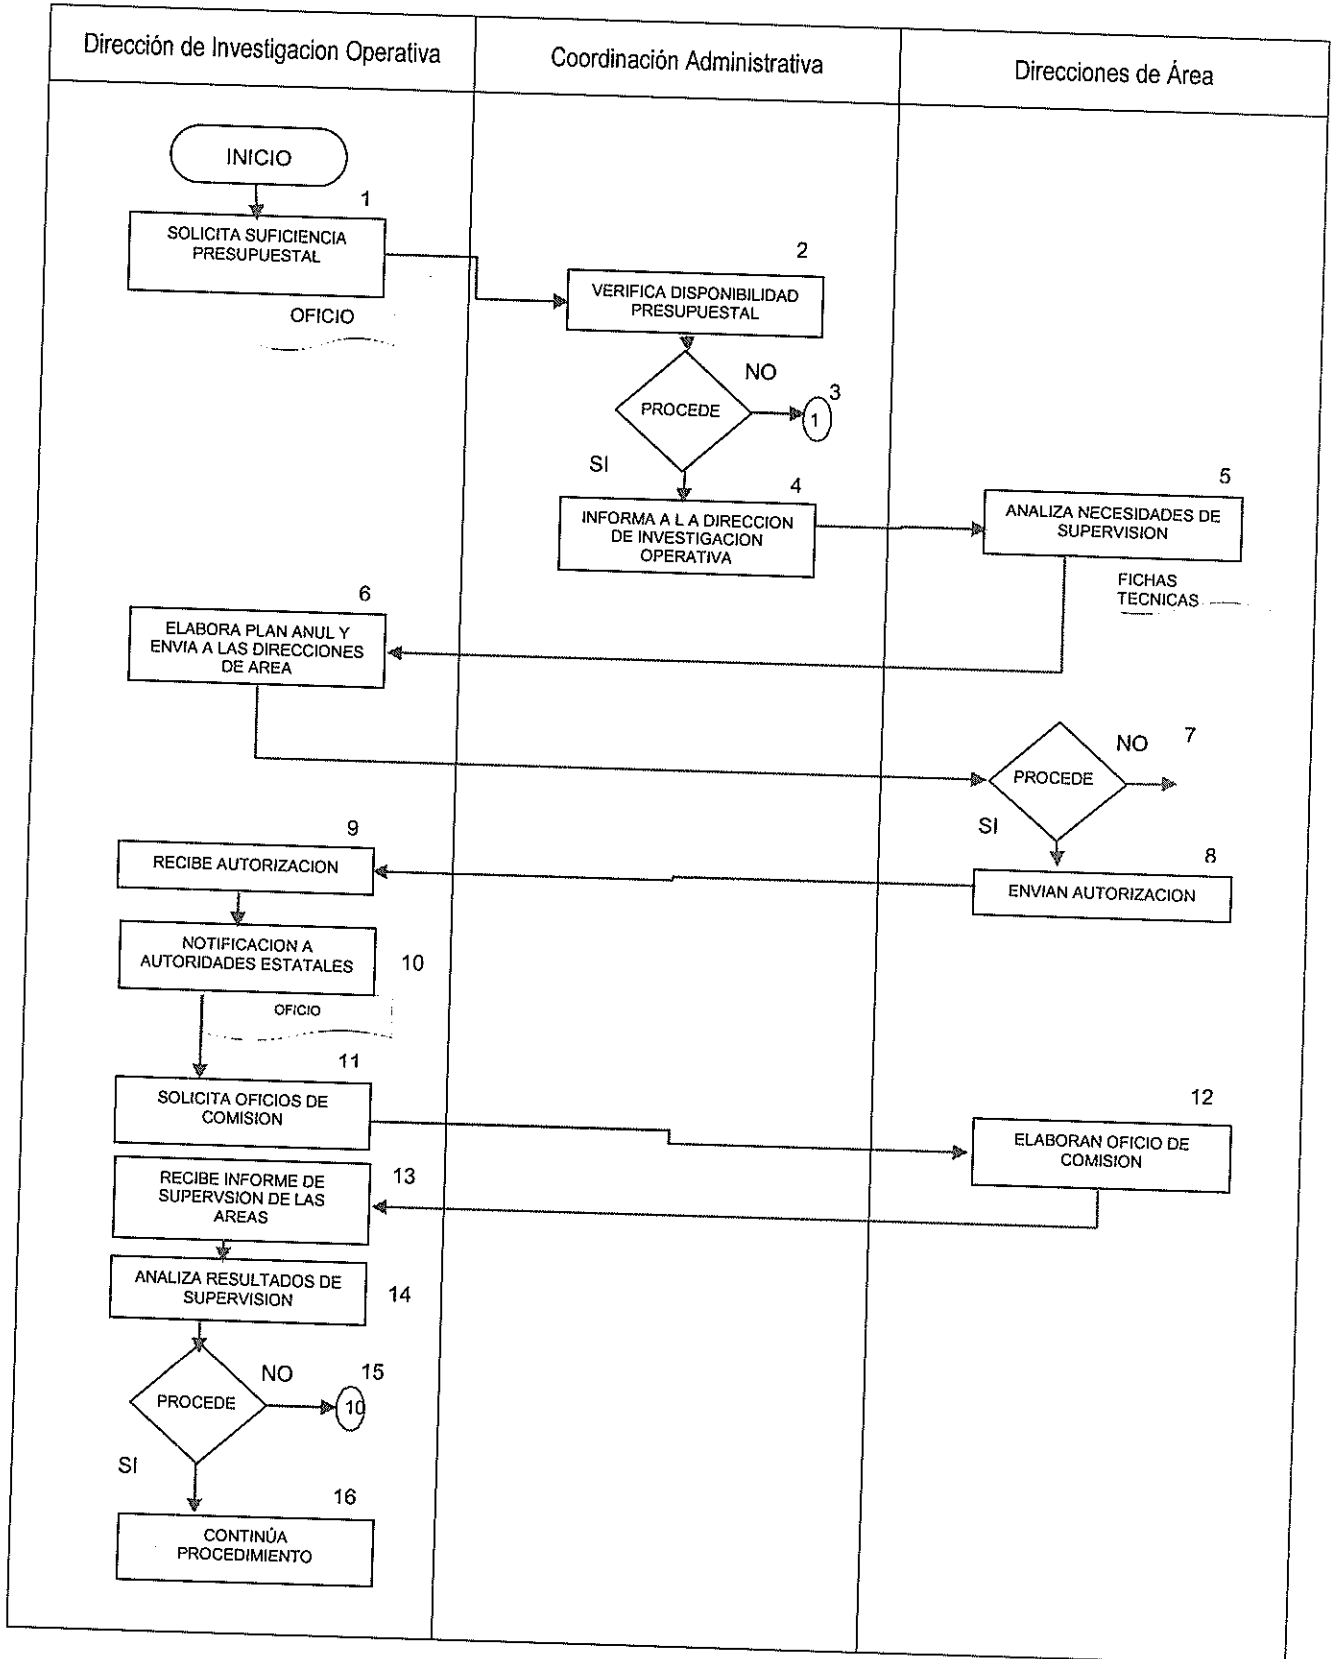 Dirección de Investigacion Operativa
Coordinación Administrativa
Direcciones de Área
INICIO
1
SOLICITA SUFICIENCIA
PRESUPUESTAL
OFICIO
2
VERIFICA DISPONIBILIDAD
PRESUPUESTAL
NO
3
PROCEDE
1
SI
4
INFORMA A L A DIRECCION
DE INVESTIGACION
OPERATIVA
5
ANALIZA NECESIDADES DE
SUPERVISION
FICHAS
TECNICAS
6
ELABORA PLAN ANUL Y
ENVIA A LAS DIRECCIONES
DE AREA
NO
7
PROCEDE
SI
8
ENVIAN AUTORIZACION
9
RECIBE AUTORIZACION
NOTIFICACION A
AUTORIDADES ESTATALES
10
OFICIO
11
SOLICITA OFICIOS DE
COMISION
12
ELABORAN OFICIO DE
COMISION
RECIBE INFORME DE
SUPERVSION DE LAS
AREAS
13
ANALIZA RESULTADOS DE
SUPERVISION
14
NO
15
PROCEDE
10
SI
16
CONTINÚA
PROCEDIMIENTO